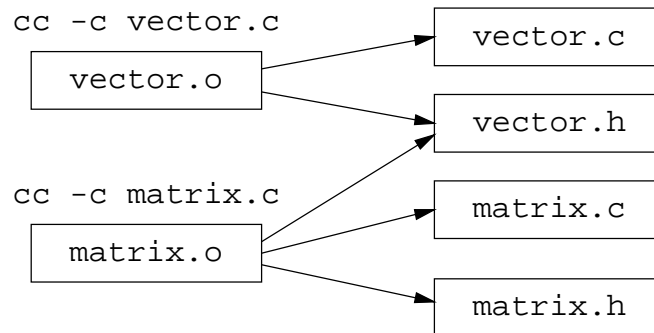 cc -c vector.c
vector.o
vector.c
vector.h
cc -c matrix.c
matrix.o
matrix.c
matrix.h